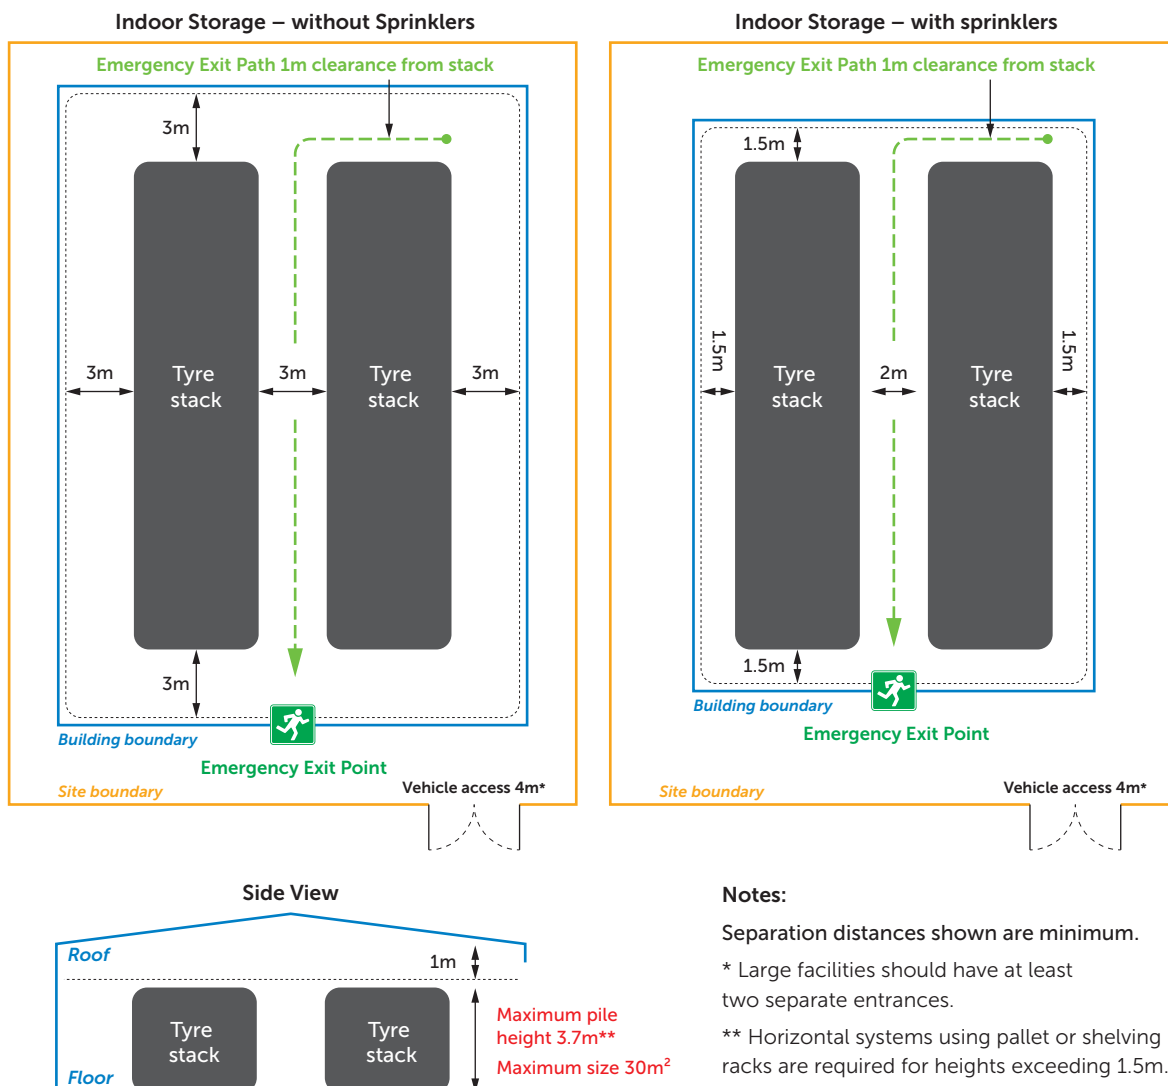 Indoor Storage – without Sprinklers
Emergency Exit Path 1m clearance from stack
3m
3m
3m
3m
Tyre
stack
Tyre
stack
3m
Building boundary
Emergency Exit Point
Site boundary
Vehicle access 4m*
Indoor Storage – with sprinklers
Emergency Exit Path 1m clearance from stack
1.5m
1.5m
2m
1.5m
Tyre
stack
Tyre
stack
1.5m
Building boundary
Emergency Exit Point
Site boundary
Vehicle access 4m*
Side View
Roof
1m
Tyre
stack
Tyre
stack
Maximum pile
height 3.7m**
Maximum size 30m²
Floor
Notes:
Separation distances shown are minimum.
* Large facilities should have at least
two separate entrances.
** Horizontal systems using pallet or shelving
racks are required for heights exceeding 1.5m.